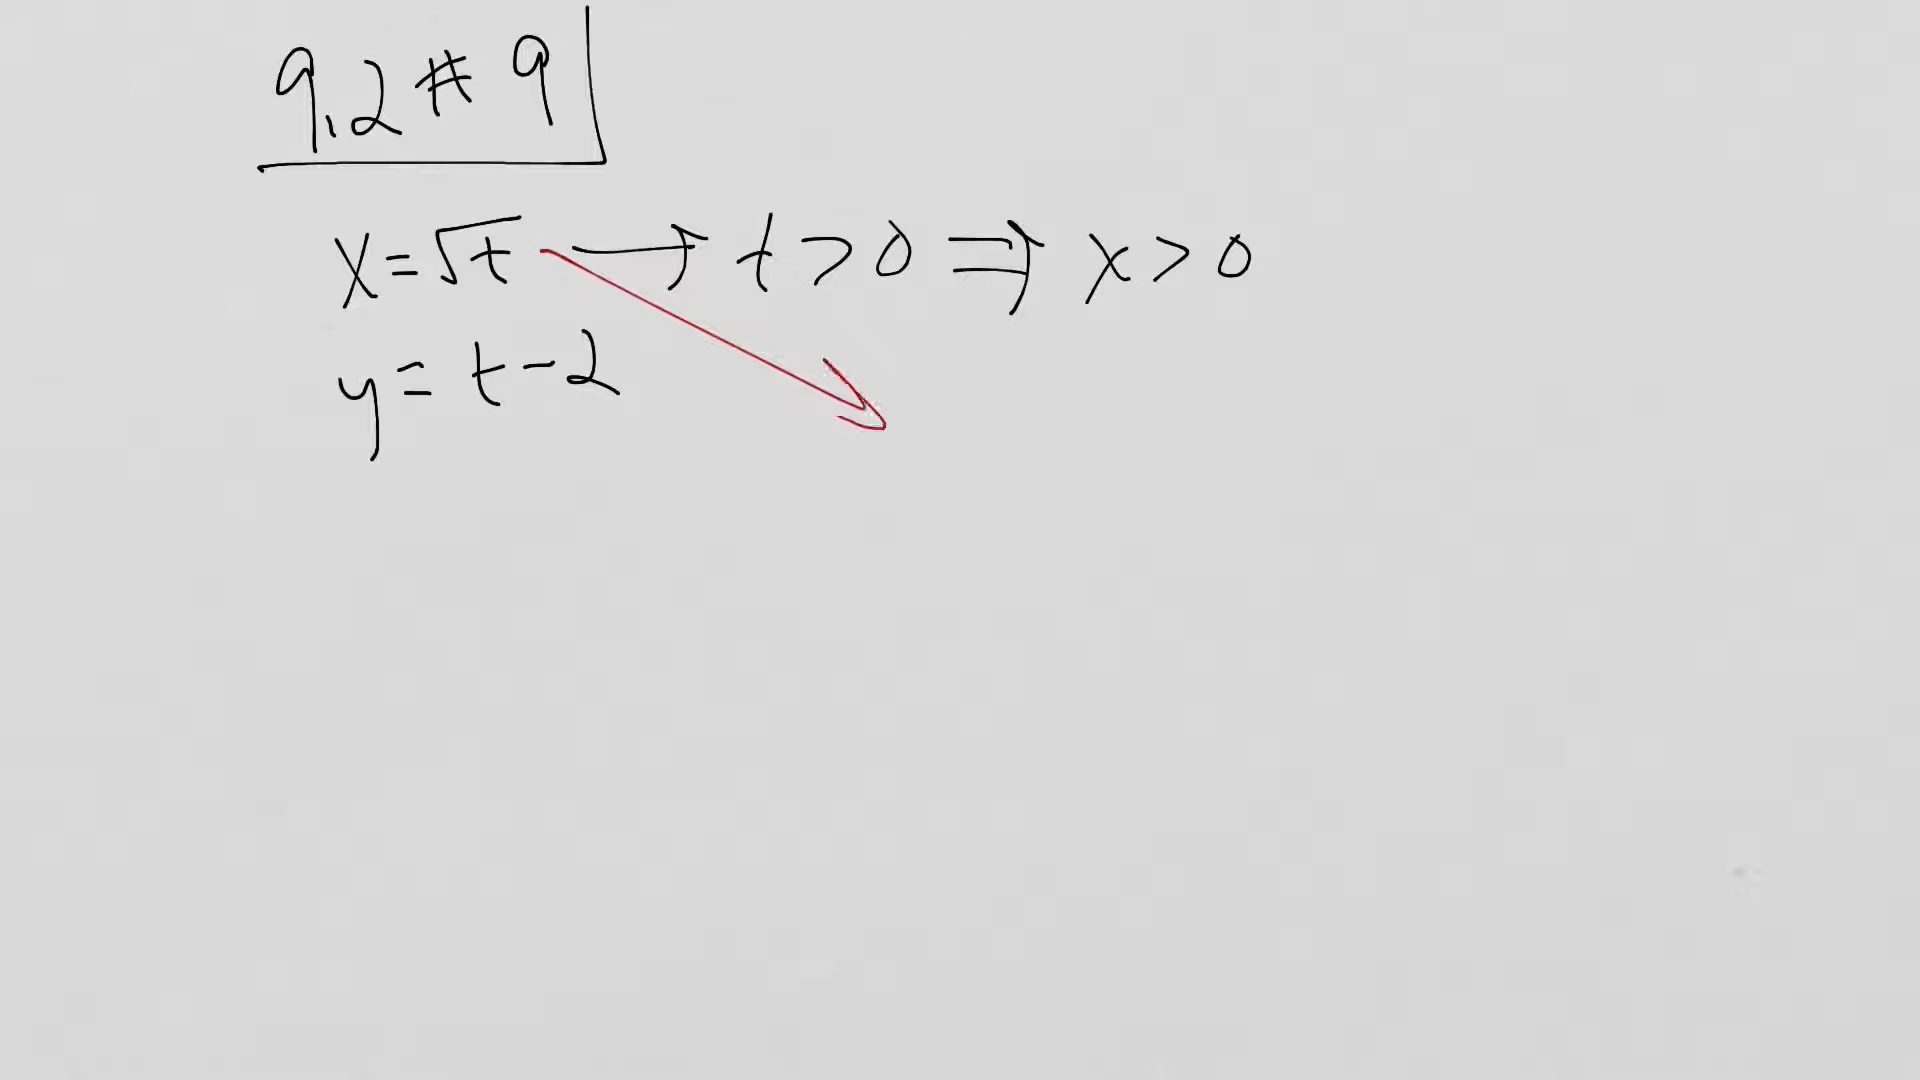 9.2 # 9
x = √t → t > 0 ⇒ x > 0
y = t - 2